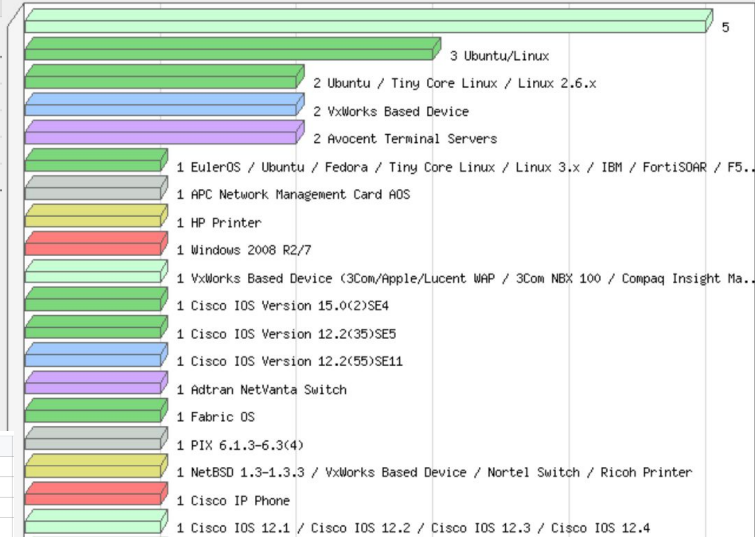 5
3 Ubuntu/Linux
2 Ubuntu / Tiny Core Linux / Linux 2.6.x
2 VxWorks Based Device
2 Avocent Terminal Servers
1 EulerOS / Ubuntu / Fedora / Tiny Core Linux / Linux 3.x / IBM / FortiSOAR / F5..
1 APC Network Management Card AOS
1 HP Printer
1 Windows 2008 R2/7
1 VxWorks Based Device (3Com/Apple/Lucent WAP / 3Com NBX 100 / Compaq Insight Ma..
1 Cisco IOS Version 15.0(2)SE4
1 Cisco IOS Version 12.2(35)SE5
1 Cisco IOS Version 12.2(55)SE11
1 Adtran NetVanta Switch
1 Fabric OS
1 PIX 6.1.3-6.3(4)
1 NetBSD 1.3-1.3.3 / VxWorks Based Device / Nortel Switch / Ricoh Printer
1 Cisco IP Phone
1 Cisco IOS 12.1 / Cisco IOS 12.2 / Cisco IOS 12.3 / Cisco IOS 12.4